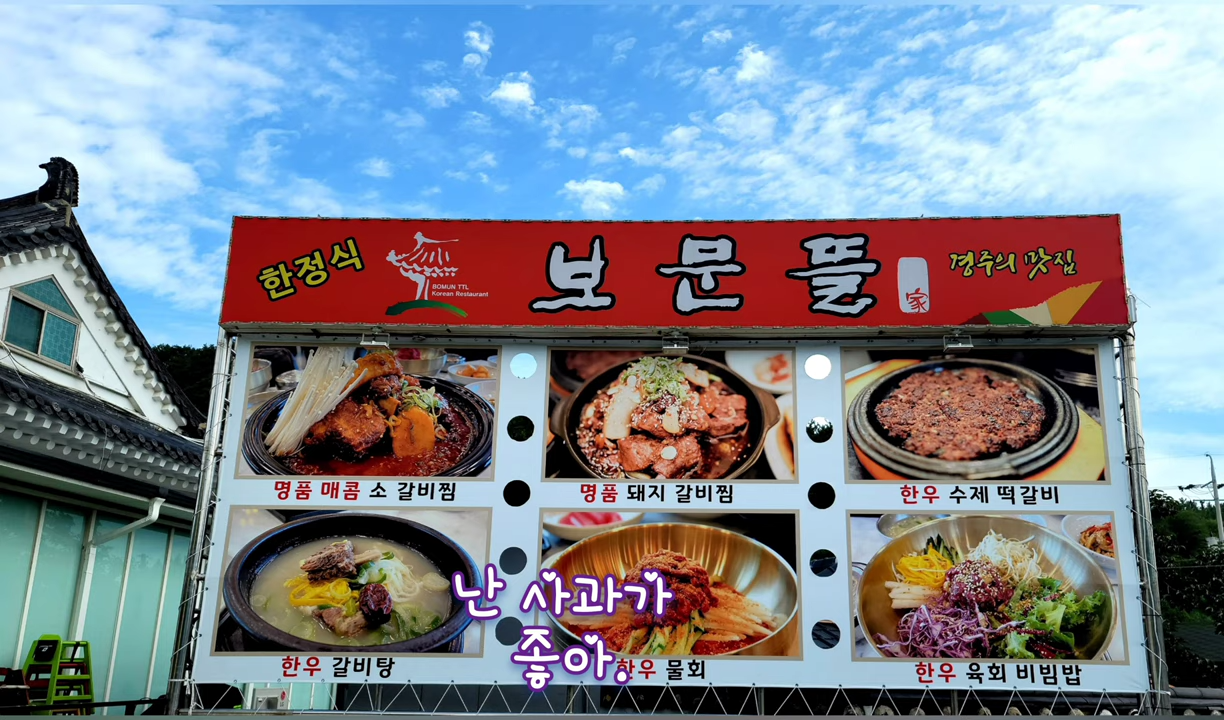 한정식
BOMUN TTL
Korean Restaurant
보문뜰
家
경주의 맛집
명품 매콤 소 갈비찜
명품 돼지 갈비찜
한우 수제 떡갈비
한우 갈비탕
한우 물회
한우 육회 비빔밥
난 사과가
좋아.